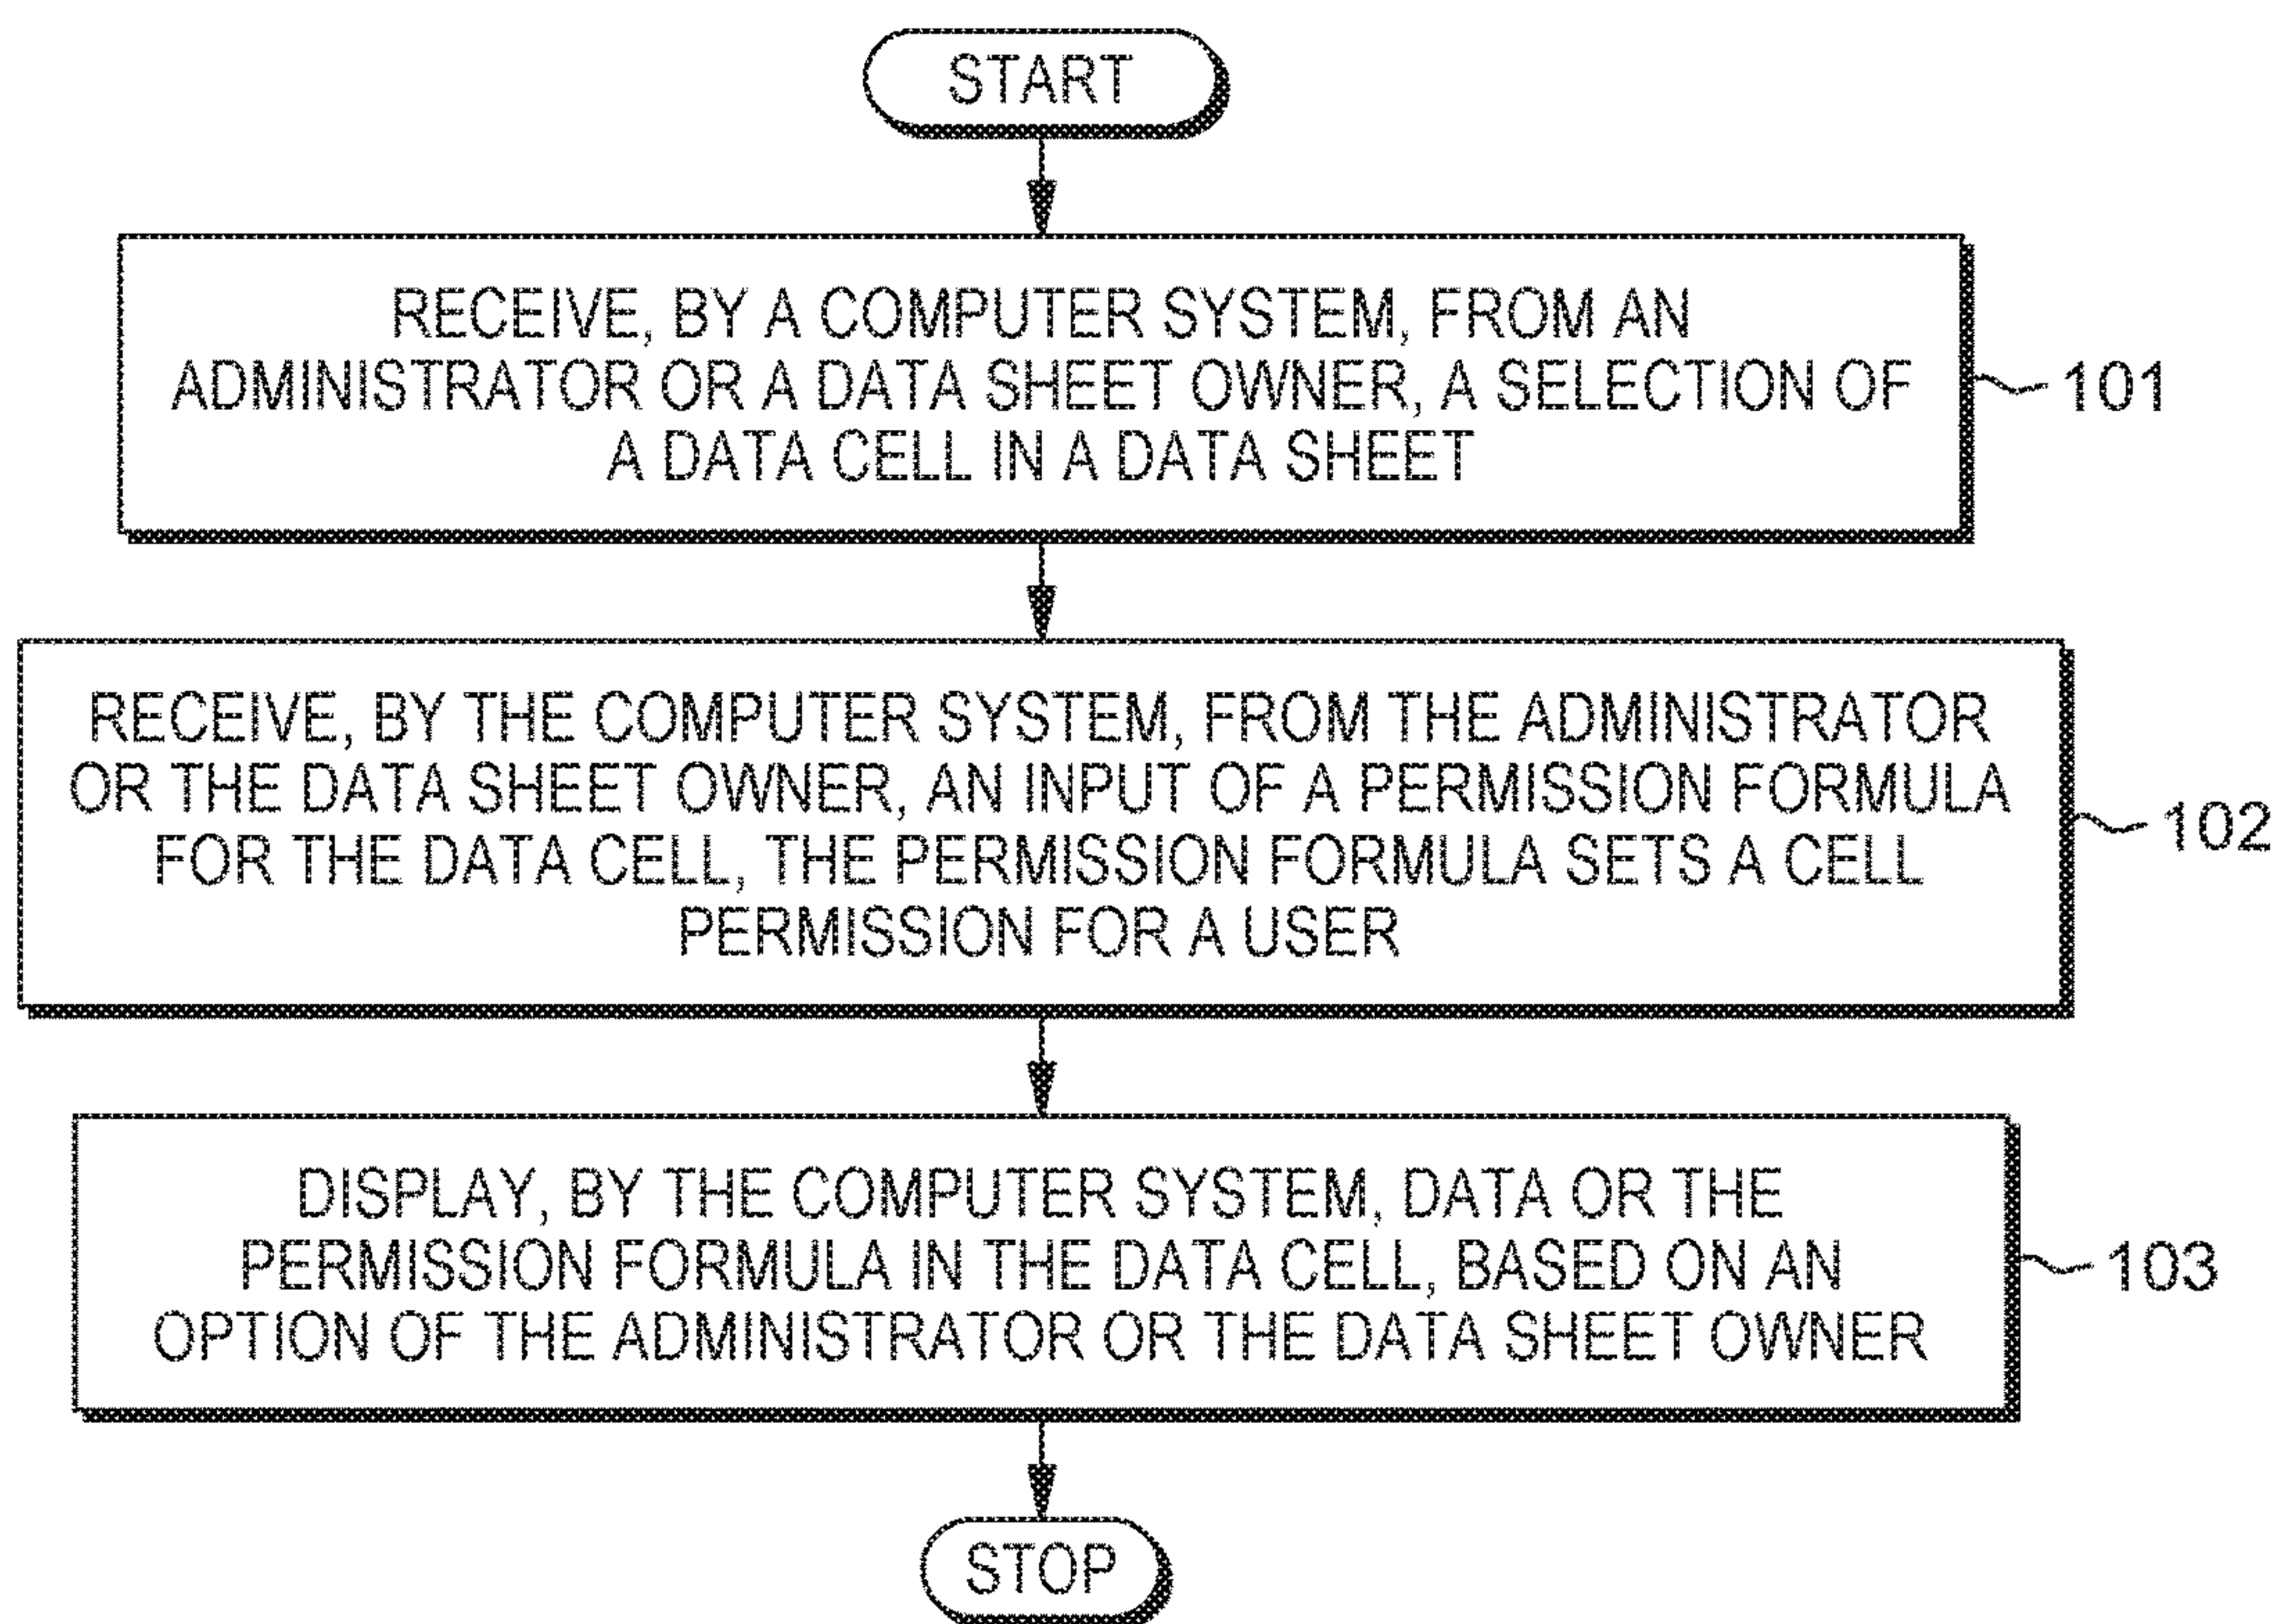 START
RECEIVE, BY A COMPUTER SYSTEM, FROM AN
ADMINISTRATOR OR A DATA SHEET OWNER, A SELECTION OF
A DATA CELL IN A DATA SHEET
101
RECEIVE, BY THE COMPUTER SYSTEM, FROM THE ADMINISTRATOR
OR THE DATA SHEET OWNER, AN INPUT OF A PERMISSION FORMULA
FOR THE DATA CELL, THE PERMISSION FORMULA SETS A CELL
PERMISSION FOR A USER
102
DISPLAY, BY THE COMPUTER SYSTEM, DATA OR THE
PERMISSION FORMULA IN THE DATA CELL, BASED ON AN
OPTION OF THE ADMINISTRATOR OR THE DATA SHEET OWNER
103
STOP